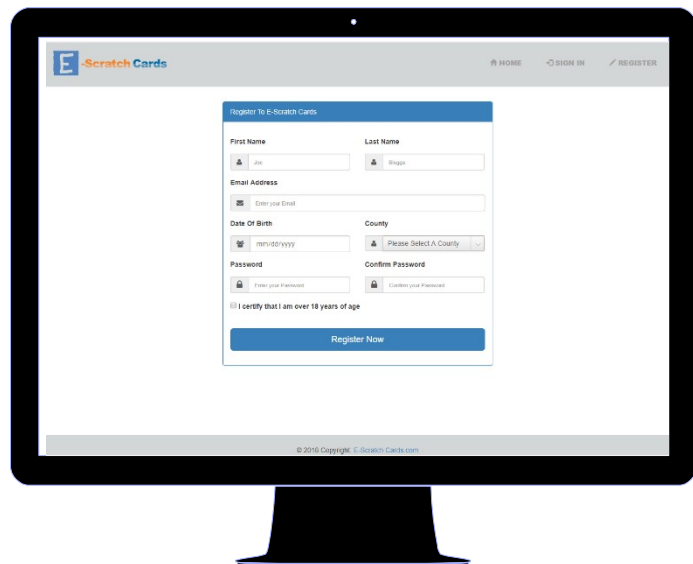 E-Scratch Cards
HOME SIGN IN REGISTER
Register To E-Scratch Cards
First Name Last Name
Joe Bloggs
Email Address
Enter your Email
Date Of Birth County
mm/dd/yyyy Please Select A County
Password Confirm Password
Enter your Password Confirm your Password
I certify that I am over 18 years of age
Register Now
© 2016 Copyright: E-Scratch Cards.com